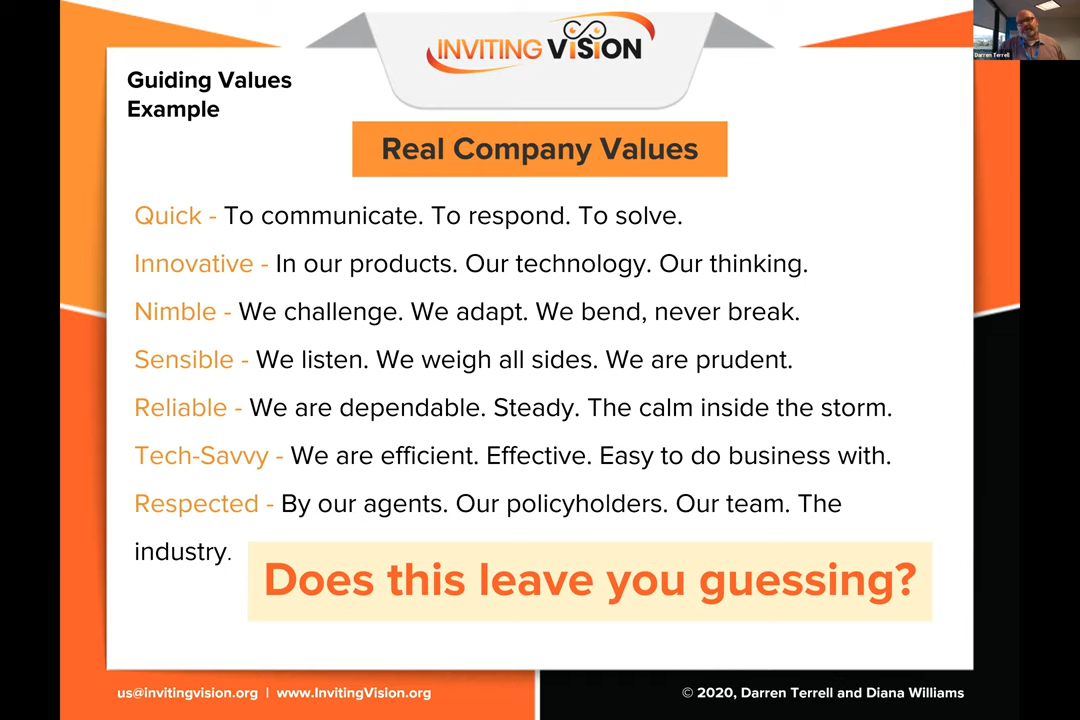 INVITING VISION
Darren Terrell
Guiding Values
Example
Real Company Values
Quick - To communicate. To respond. To solve.
Innovative - In our products. Our technology. Our thinking.
Nimble - We challenge. We adapt. We bend, never break.
Sensible - We listen. We weigh all sides. We are prudent.
Reliable - We are dependable. Steady. The calm inside the storm.
Tech-Savvy - We are efficient. Effective. Easy to do business with.
Respected - By our agents. Our policyholders. Our team. The
industry.
Does this leave you guessing?
us@invitingvision.org | www.InvitingVision.org
© 2020, Darren Terrell and Diana Williams